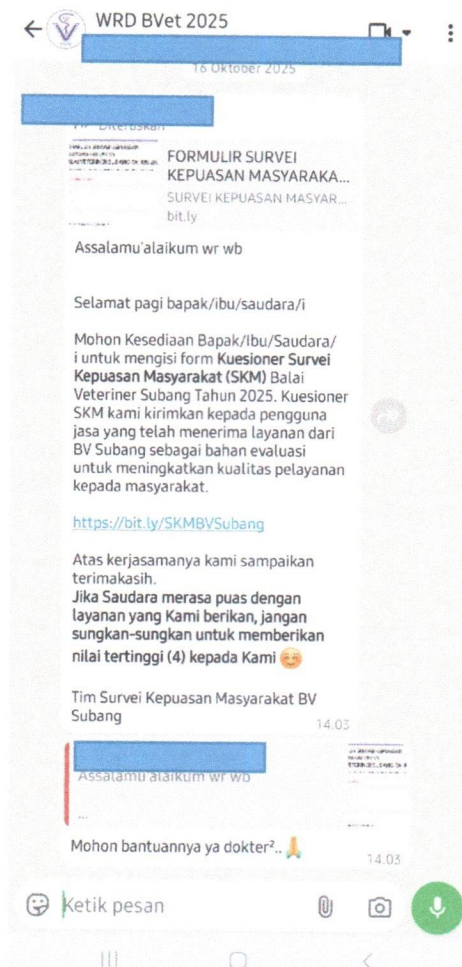 WRD BVet 2025
16 Oktober 2025
Diteruskan
FORMULIR SURVEI
KEPUASAN MASYARAKA...
SURVEI KEPUASAN MASYAR...
bit.ly
Assalamu'alaikum wr wb
Selamat pagi bapak/ibu/saudara/i
Mohon Kesediaan Bapak/Ibu/Saudara/
i untuk mengisi form Kuesioner Survei
Kepuasan Masyarakat (SKM) Balai
Veteriner Subang Tahun 2025. Kuesioner
SKM kami kirimkan kepada pengguna
jasa yang telah menerima layanan dari
BV Subang sebagai bahan evaluasi
untuk meningkatkan kualitas pelayanan
kepada masyarakat.
https://bit.ly/SKMBVSubang
Atas kerjasamanya kami sampaikan
terimakasih.
Jika Saudara merasa puas dengan
layanan yang Kami berikan, jangan
sungkan-sungkan untuk memberikan
nilai tertinggi (4) kepada Kami 😊
Tim Survei Kepuasan Masyarakat BV
Subang
14.03
Assalamu'alaikum wr wb
...
Mohon bantuannya ya dokter².. 🙏
14.03
Ketik pesan